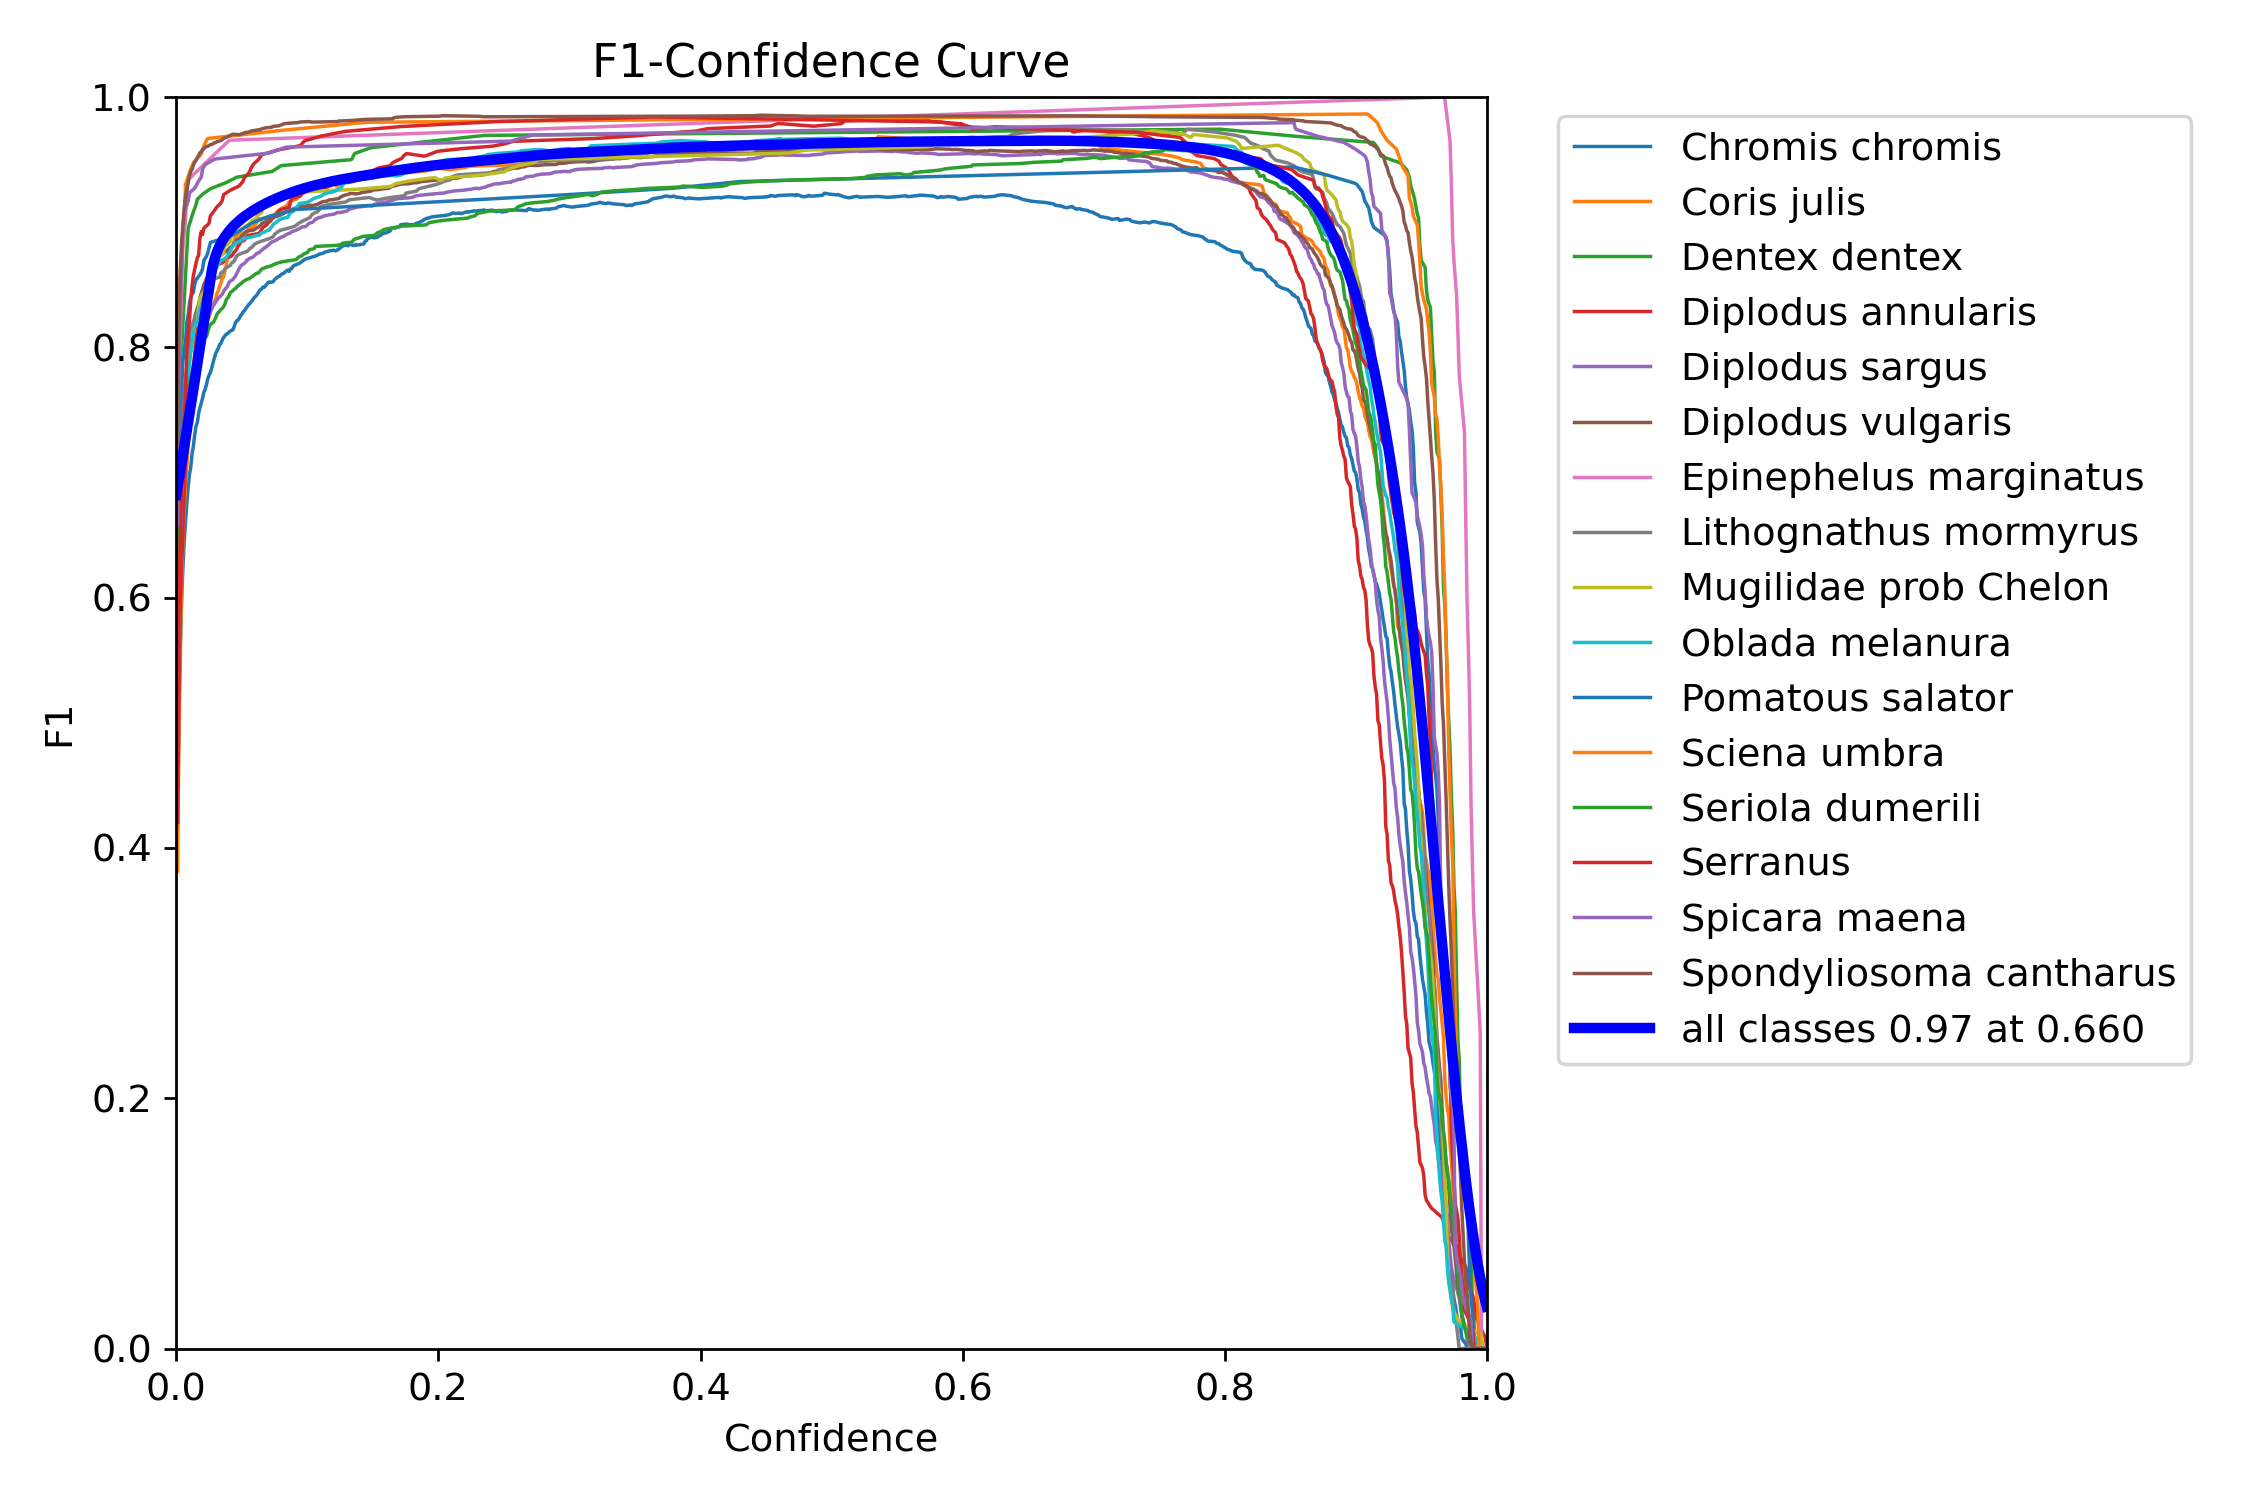 F1-Confidence Curve
1.0
0.8
0.6
0.4
0.2
0.0
F1
0.0 0.2 0.4 0.6 0.8 1.0
Confidence
Chromis chromis
Coris julis
Dentex dentex
Diplodus annularis
Diplodus sargus
Diplodus vulgaris
Epinephelus marginatus
Lithognathus mormyrus
Mugilidae prob Chelon
Oblada melanura
Pomatous salator
Sciena umbra
Seriola dumerili
Serranus
Spicara maena
Spondyliosoma cantharus
all classes 0.97 at 0.660